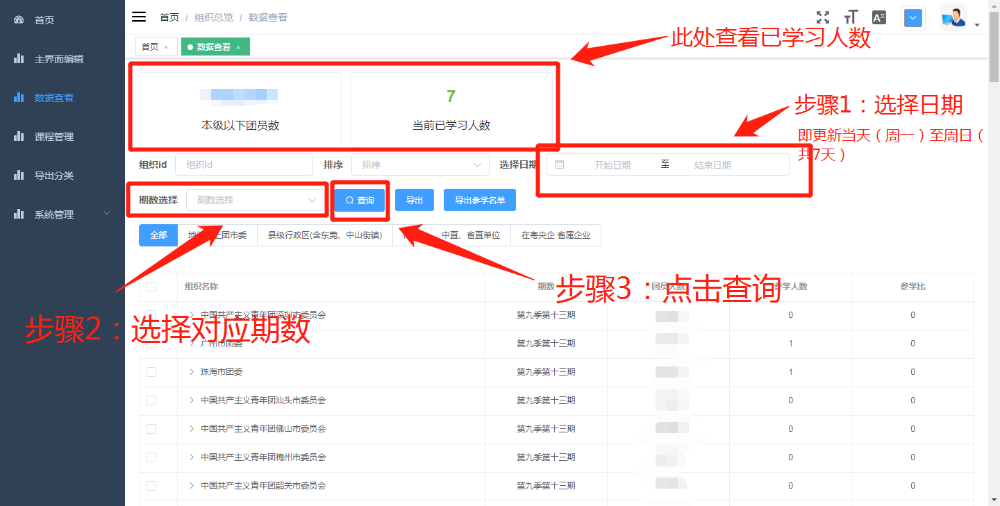 首页
主界面编辑
数据查看
课程管理
导出分类
系统管理
首页 / 组织总览 / 数据查看
首页 ×
数据查看 ×
此处查看已学习人数
本级以下团员数
7
当前已学习人数
步骤1：选择日期
即更新当天（周一）至周日（
共7天）
组织id 组织id 排序 排序 选择日期 开始日期 至 结束日期
期数选择 期数选择 查询 导出 导出参学名单
全部 县级行政区(含东莞、中山街镇) 中直、省直单位 在粤央企 省属企业
步骤2：选择对应期数
步骤3：点击查询
组织名称 期数 团员人数 参学人数 参学比
中国共产主义青年团深圳市委员会 第九季第十三期 0 0
广州市团委 第九季第十三期 1 0
珠海市团委 第九季第十三期 1 0
中国共产主义青年团汕头市委员会 第九季第十三期 0 0
中国共产主义青年团佛山市委员会 第九季第十三期 0 0
中国共产主义青年团梅州市委员会 第九季第十三期 0 0
中国共产主义青年团韶关市委员会 第九季第十三期 0 0